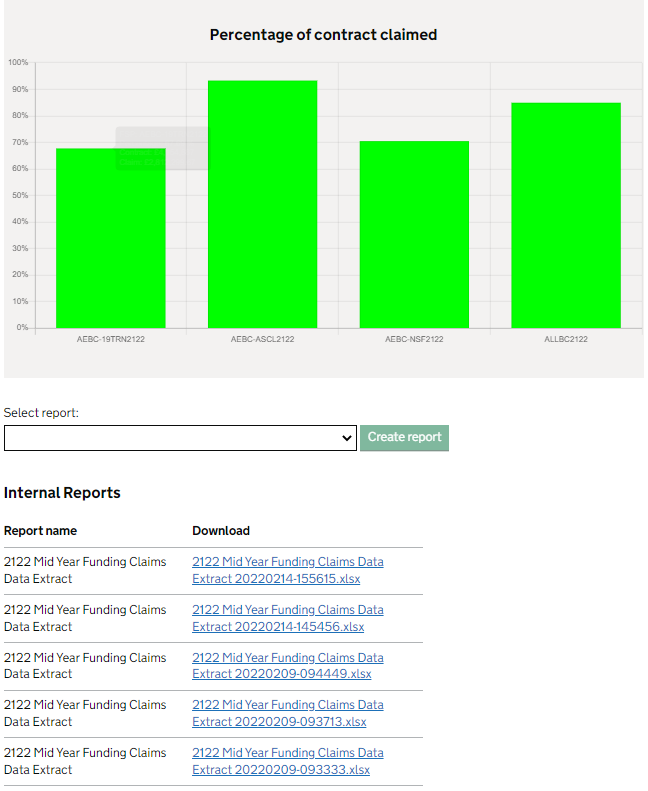 Percentage of contract claimed
100%
90%
80%
70%
60%
50%
40%
30%
20%
10%
0%
AEBC-19TRN2122 AEBC-ASCL2122 AEBC-NSF2122 ALLBC2122
Select report:
Create report
Internal Reports
Report name Download
2122 Mid Year Funding Claims 2122 Mid Year Funding Claims Data
Data Extract Extract 20220214-155615.xlsx
2122 Mid Year Funding Claims 2122 Mid Year Funding Claims Data
Data Extract Extract 20220214-145456.xlsx
2122 Mid Year Funding Claims 2122 Mid Year Funding Claims Data
Data Extract Extract 20220209-094449.xlsx
2122 Mid Year Funding Claims 2122 Mid Year Funding Claims Data
Data Extract Extract 20220209-093713.xlsx
2122 Mid Year Funding Claims 2122 Mid Year Funding Claims Data
Data Extract Extract 20220209-093333.xlsx